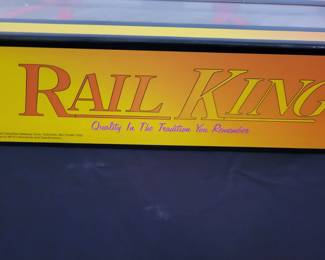 RAIL KING
Quality In The Tradition You Remember